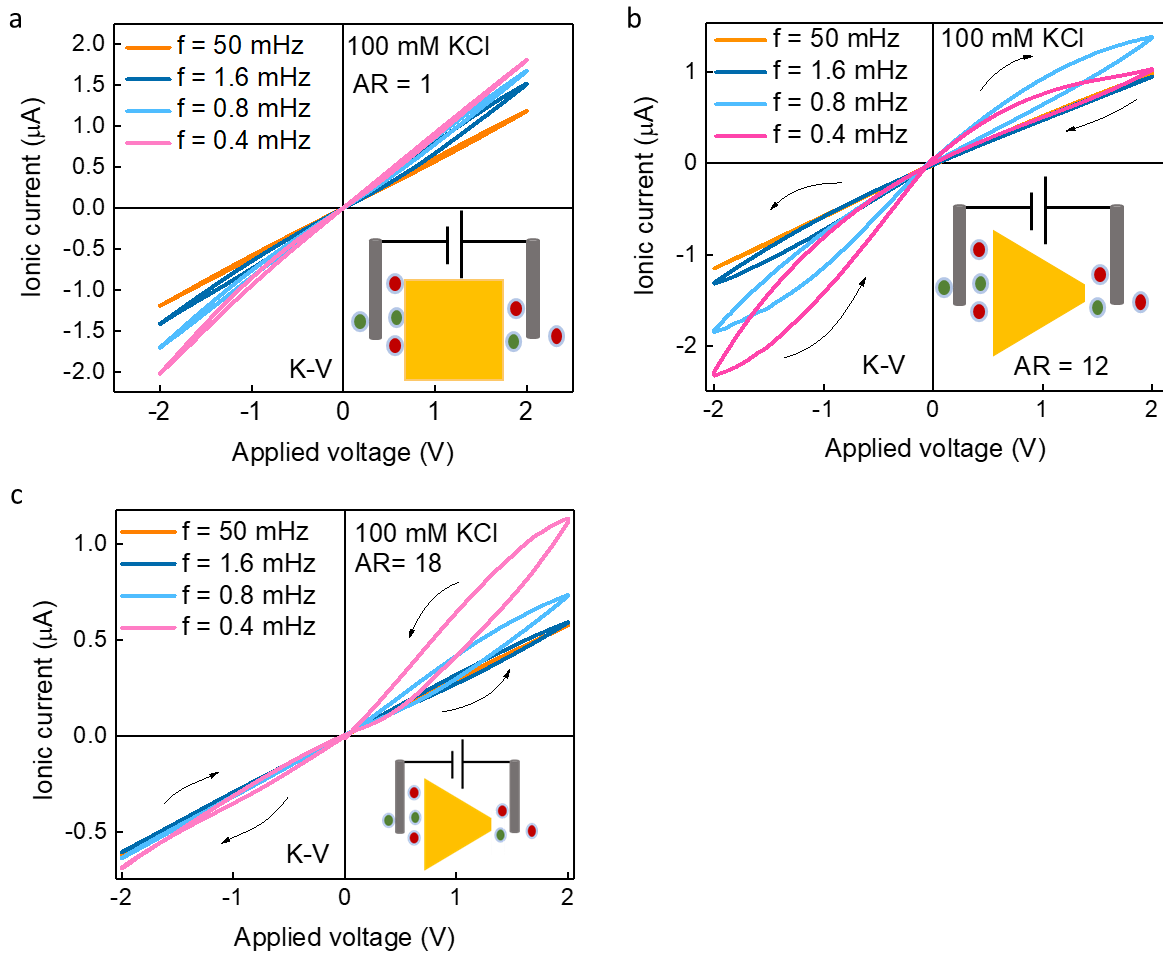 a
f = 50 mHz
f = 1.6 mHz
f = 0.8 mHz
f = 0.4 mHz
100 mM KCl
AR = 1
K-V
2.0
1.5
1.0
0.5
0.0
-0.5
-1.0
-1.5
-2.0
-2
-1
0
1
2
Ionic current (μA)
Applied voltage (V)
b
f = 50 mHz
f = 1.6 mHz
f = 0.8 mHz
f = 0.4 mHz
100 mM KCl
K-V
AR = 12
1
0
-1
-2
-2
-1
0
1
2
Ionic current (μA)
Applied voltage (V)
c
f = 50 mHz
f = 1.6 mHz
f = 0.8 mHz
f = 0.4 mHz
100 mM KCl
AR= 18
K-V
1.0
0.5
0.0
-0.5
-2
-1
0
1
2
Ionic current (μA)
Applied voltage (V)